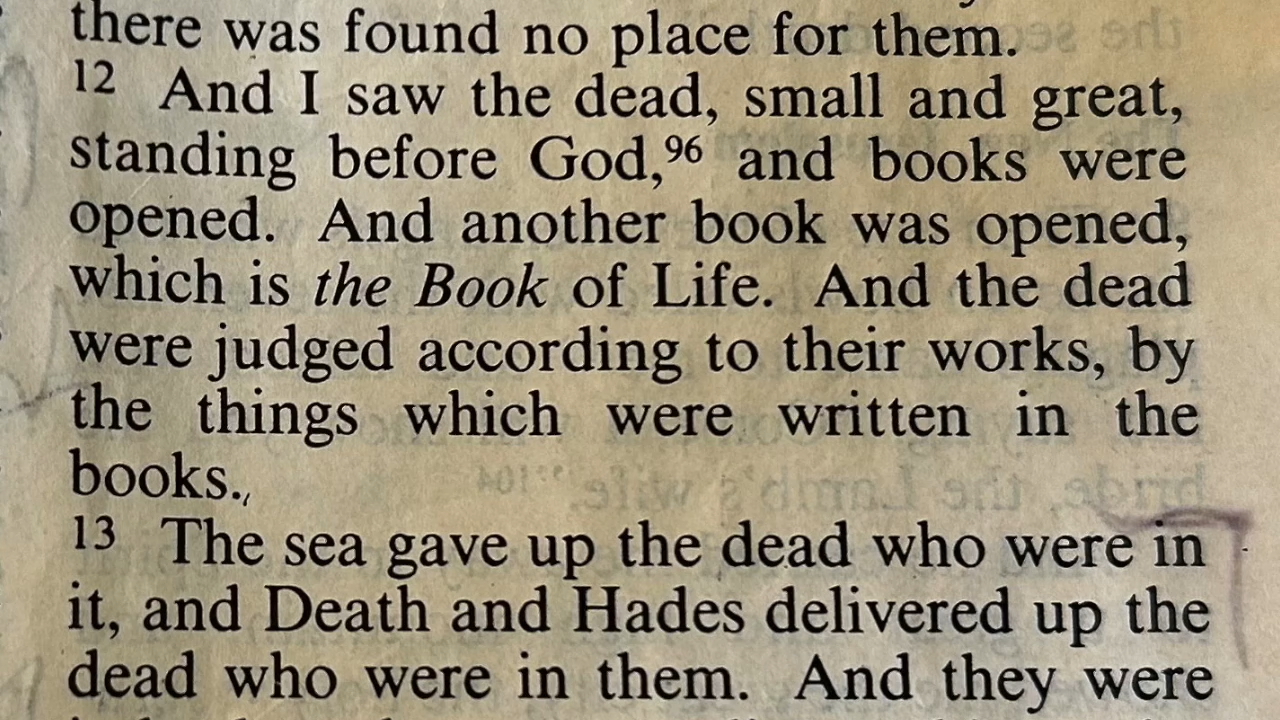 there was found no place for them.
12 And I saw the dead, small and great,
standing before God,96 and books were
opened. And another book was opened,
which is the Book of Life. And the dead
were judged according to their works, by
the things which were written in the
books.,
13 The sea gave up the dead who were in
it, and Death and Hades delivered up the
dead who were in them. And they were